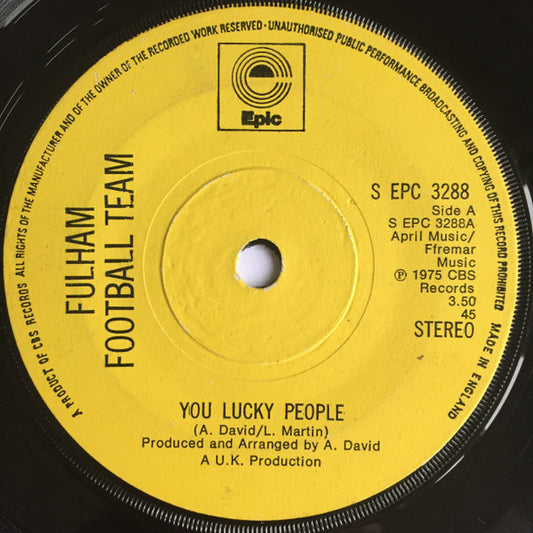 ALL RIGHTS OF THE MANUFACTURER AND OF THE OWNER OF THE RECORDED WORK RESERVED - UNAUTHORISED PUBLIC PERFORMANCE BROADCASTING AND COPYING OF THIS RECORD PROHIBITED
MADE IN ENGLAND
A PRODUCT OF CBS RECORDS
Epic
FULHAM
FOOTBALL TEAM
S EPC 3288
Side A
S EPC 3288A
April Music/
Ffremar
Music
℗ 1975 CBS
Records
3.50
45
STEREO
YOU LUCKY PEOPLE
(A. David/L. Martin)
Produced and Arranged by A. David
A U.K. Production